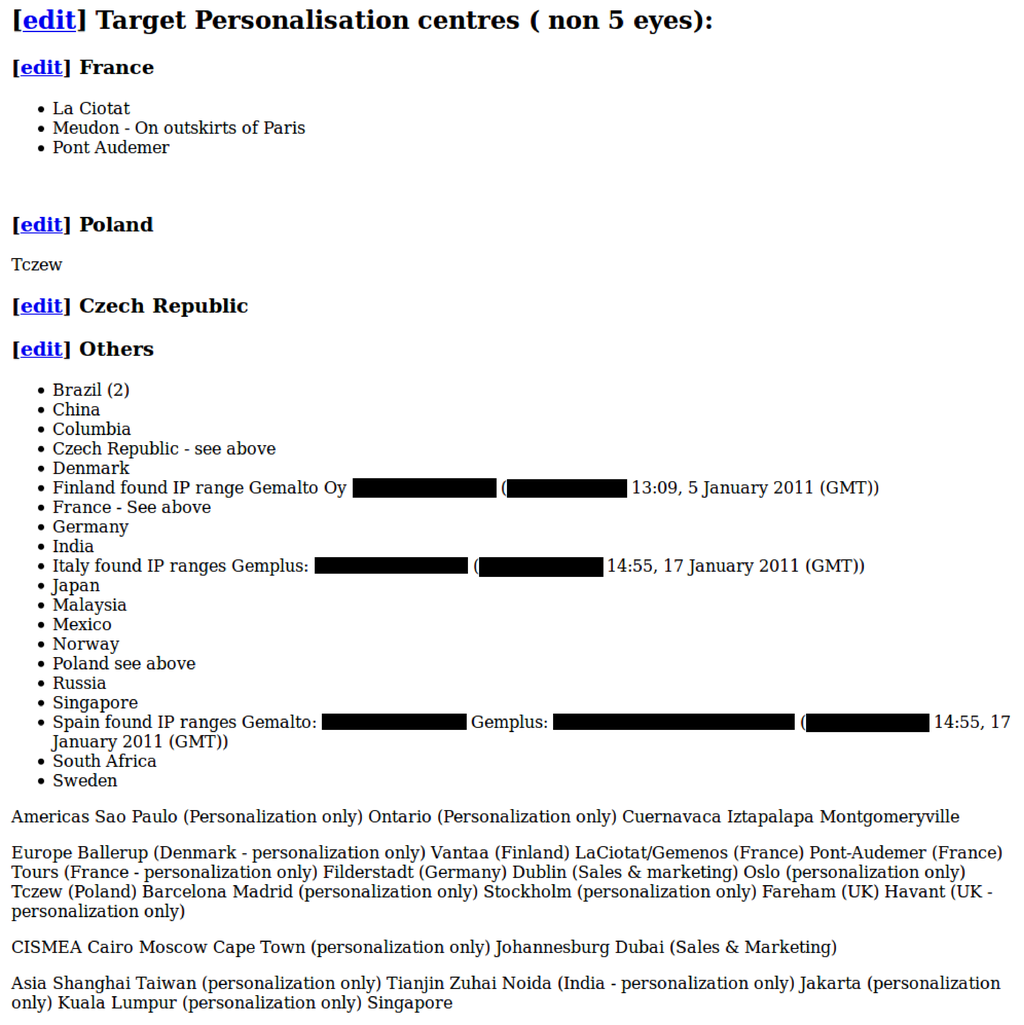 [edit] Target Personalisation centres ( non 5 eyes):
[edit] France
La Ciotat
Meudon - On outskirts of Paris
Pont Audemer
[edit] Poland
Tczew
[edit] Czech Republic
[edit] Others
Brazil (2)
China
Columbia
Czech Republic - see above
Denmark
Finland found IP range Gemalto Oy ( 13:09, 5 January 2011 (GMT))
France - See above
Germany
India
Italy found IP ranges Gemplus: ( 14:55, 17 January 2011 (GMT))
Japan
Malaysia
Mexico
Norway
Poland see above
Russia
Singapore
Spain found IP ranges Gemalto: Gemplus: ( 14:55, 17
January 2011 (GMT))
South Africa
Sweden
Americas Sao Paulo (Personalization only) Ontario (Personalization only) Cuernavaca Iztapalapa Montgomeryville
Europe Ballerup (Denmark - personalization only) Vantaa (Finland) LaCiotat/Gemenos (France) Pont-Audemer (France)
Tours (France - personalization only) Filderstadt (Germany) Dublin (Sales & marketing) Oslo (personalization only)
Tczew (Poland) Barcelona Madrid (personalization only) Stockholm (personalization only) Fareham (UK) Havant (UK -
personalization only)
CISMEA Cairo Moscow Cape Town (personalization only) Johannesburg Dubai (Sales & Marketing)
Asia Shanghai Taiwan (personalization only) Tianjin Zuhai Noida (India - personalization only) Jakarta (personalization
only) Kuala Lumpur (personalization only) Singapore